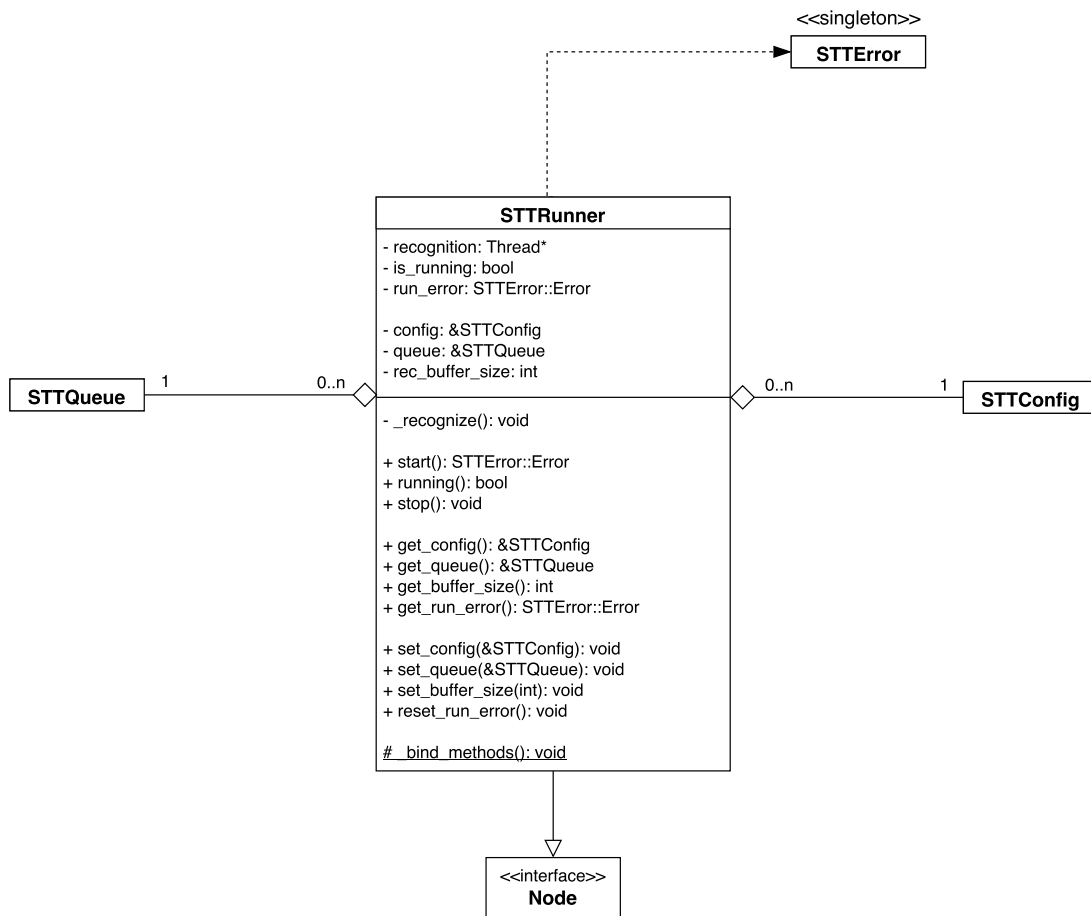 <<singleton>>
STTError
STTRunner
- recognition: Thread*
- is_running: bool
- run_error: STTError::Error
- config: &STTConfig
- queue: &STTQueue
- rec_buffer_size: int
1
0..n
STTQueue
0..n
1
STTConfig
- _recognize(): void
+ start(): STTError::Error
+ running(): bool
+ stop(): void
+ get_config(): &STTConfig
+ get_queue(): &STTQueue
+ get_buffer_size(): int
+ get_run_error(): STTError::Error
+ set_config(&STTConfig): void
+ set_queue(&STTQueue): void
+ set_buffer_size(int): void
+ reset_run_error(): void
# _bind_methods(): void
<<interface>>
Node